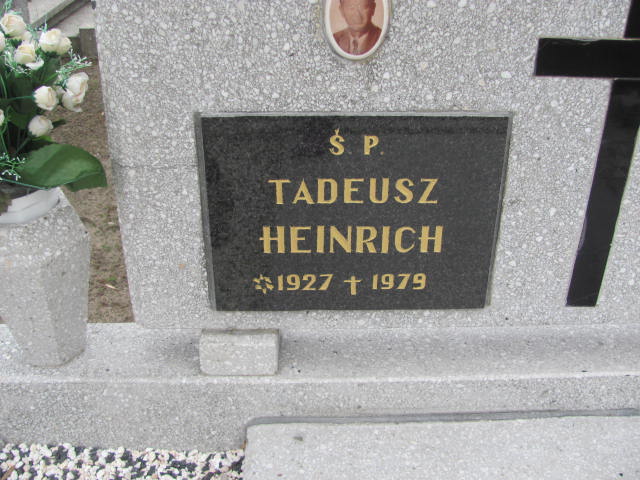 Ś. P.
TADEUSZ
HEINRICH
*1927 †1979